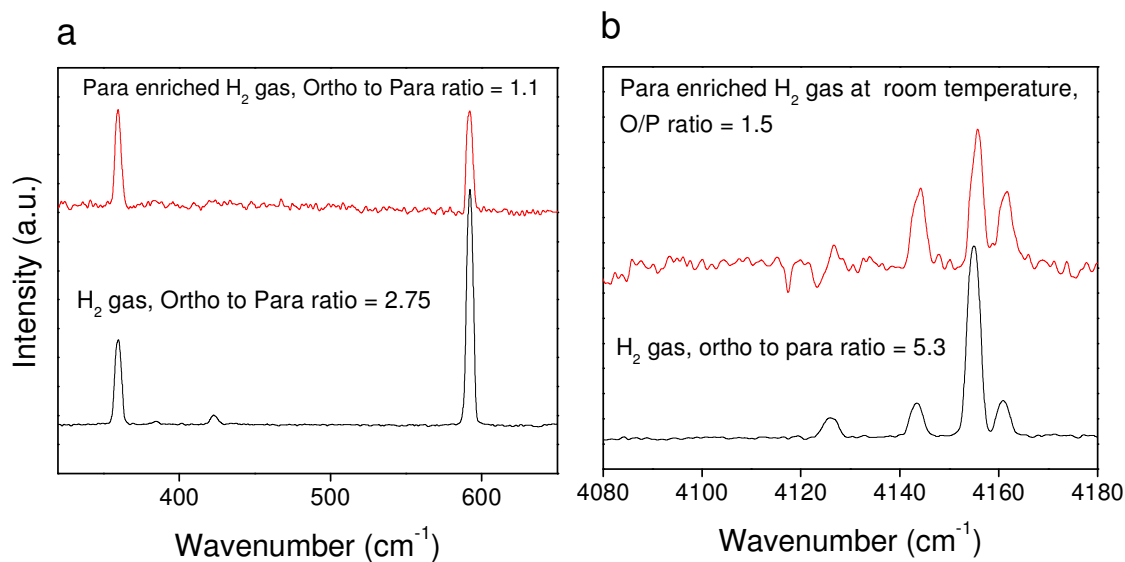 a
Para enriched H₂ gas, Ortho to Para ratio = 1.1
H₂ gas, Ortho to Para ratio = 2.75
Intensity (a.u.)
400
500
600
Wavenumber (cm⁻¹)
b
Para enriched H₂ gas at room temperature,
O/P ratio = 1.5
H₂ gas, ortho to para ratio = 5.3
4080
4100
4120
4140
4160
4180
Wavenumber (cm⁻¹)